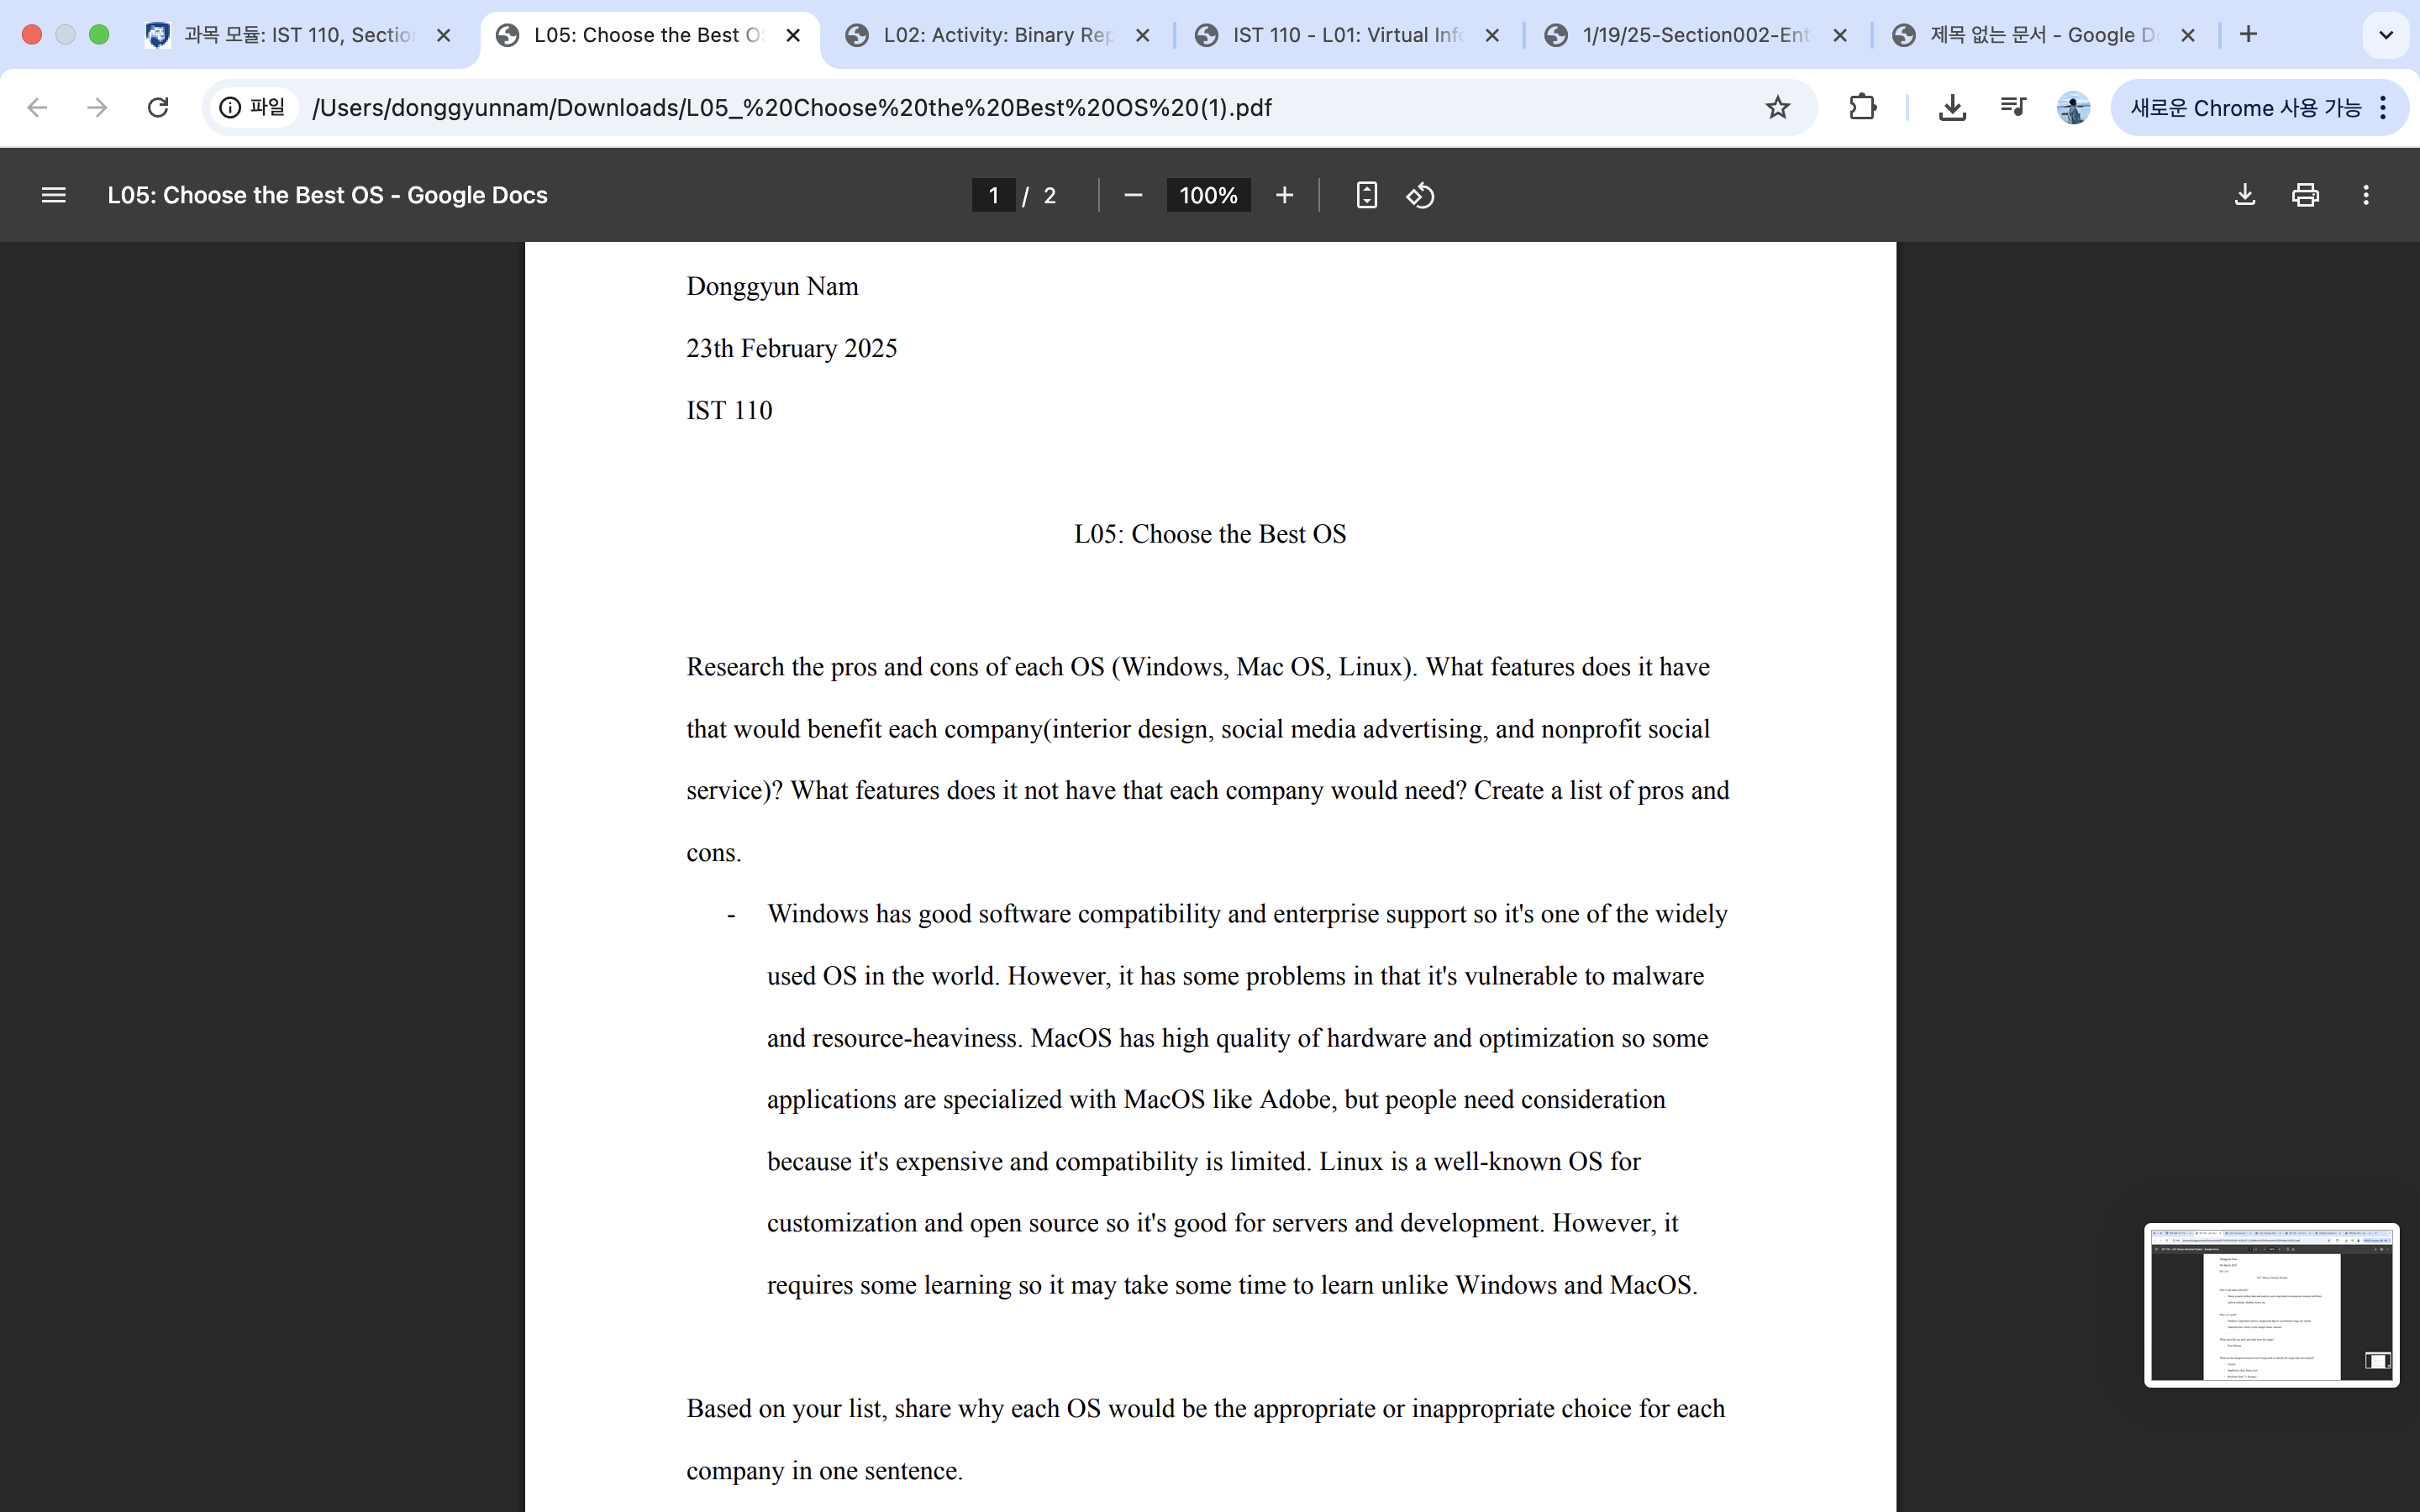 과목 모듈: IST 110, Section
L05: Choose the Best OS
L02: Activity: Binary Rep
IST 110 - L01: Virtual Info
1/19/25-Section002-Ent
제목 없는 문서 - Google D
파일
/Users/donggyunnam/Downloads/L05_%20Choose%20the%20Best%20OS%20(1).pdf
새로운 Chrome 사용 가능
L05: Choose the Best OS - Google Docs
1 / 2
100%
Donggyun Nam
23th February 2025
IST 110
L05: Choose the Best OS
Research the pros and cons of each OS (Windows, Mac OS, Linux). What features does it have
that would benefit each company(interior design, social media advertising, and nonprofit social
service)? What features does it not have that each company would need? Create a list of pros and
cons.
- Windows has good software compatibility and enterprise support so it's one of the widely
used OS in the world. However, it has some problems in that it's vulnerable to malware
and resource-heaviness. MacOS has high quality of hardware and optimization so some
applications are specialized with MacOS like Adobe, but people need consideration
because it's expensive and compatibility is limited. Linux is a well-known OS for
customization and open source so it's good for servers and development. However, it
requires some learning so it may take some time to learn unlike Windows and MacOS.
Based on your list, share why each OS would be the appropriate or inappropriate choice for each
company in one sentence.